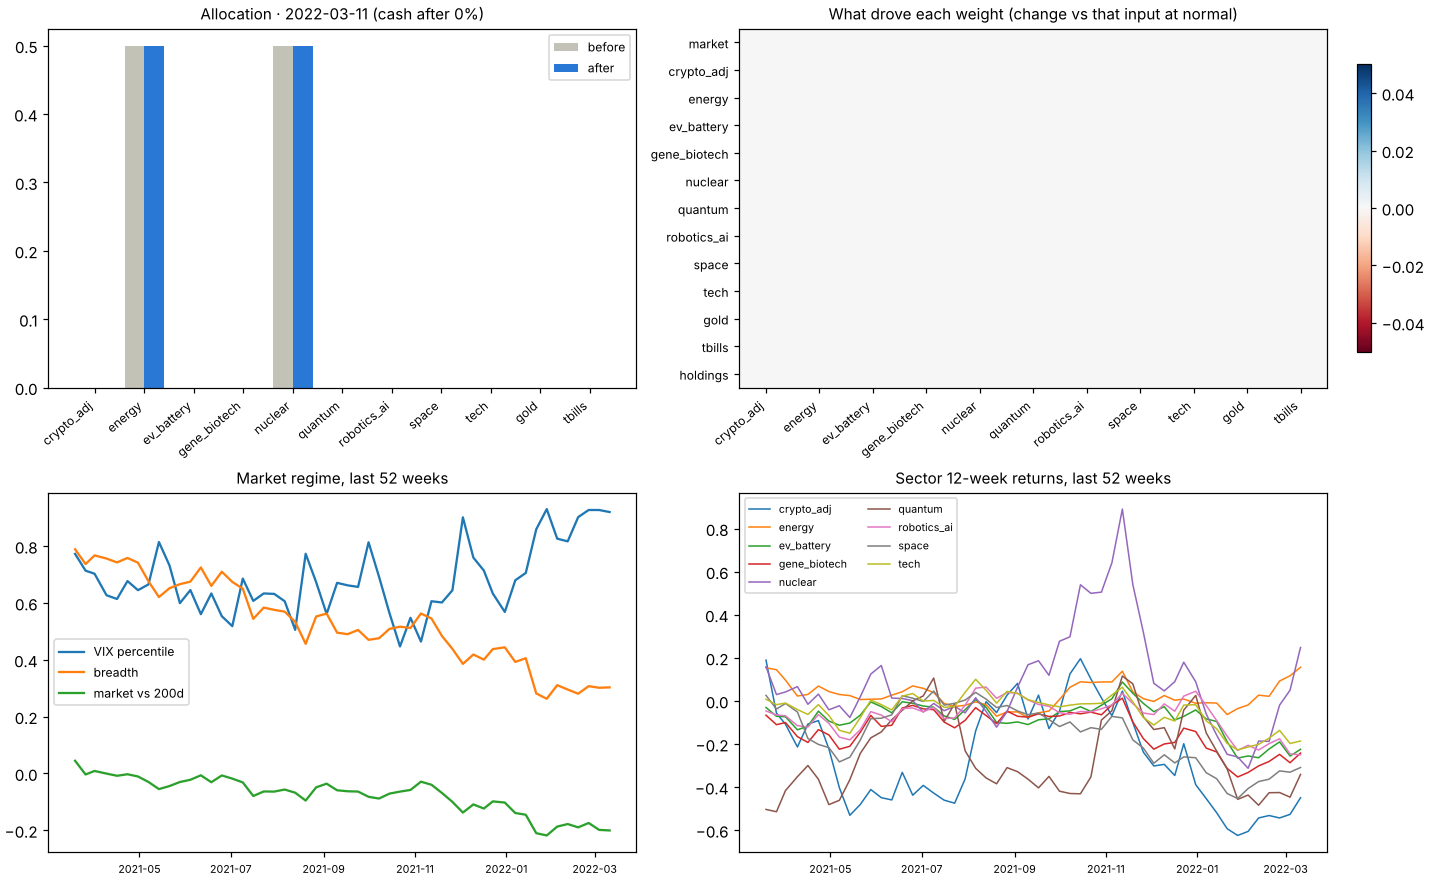 Allocation · 2022-03-11 (cash after 0%)
before
after
0.5
0.4
0.3
0.2
0.1
0.0
crypto_adj
energy
ev_battery
gene_biotech
nuclear
quantum
robotics_ai
space
tech
gold
tbills
What drove each weight (change vs that input at normal)
market
crypto_adj
energy
ev_battery
gene_biotech
nuclear
quantum
robotics_ai
space
tech
gold
tbills
holdings
crypto_adj
energy
ev_battery
gene_biotech
nuclear
quantum
robotics_ai
space
tech
gold
tbills
0.04
0.02
0.00
−0.02
−0.04
Market regime, last 52 weeks
0.8
0.6
0.4
0.2
0.0
−0.2
VIX percentile
breadth
market vs 200d
2021-05
2021-07
2021-09
2021-11
2022-01
2022-03
Sector 12-week returns, last 52 weeks
crypto_adj
energy
ev_battery
gene_biotech
nuclear
quantum
robotics_ai
space
tech
0.8
0.6
0.4
0.2
0.0
−0.2
−0.4
−0.6
2021-05
2021-07
2021-09
2021-11
2022-01
2022-03